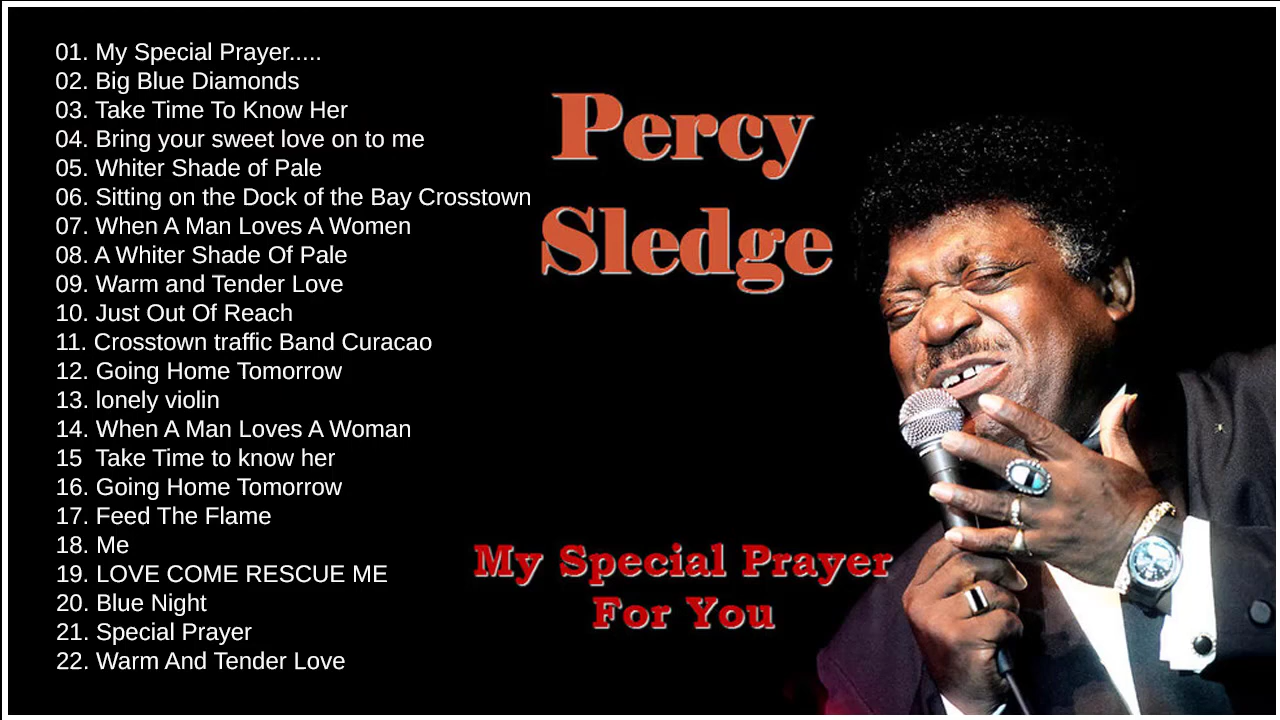 01. My Special Prayer.....
02. Big Blue Diamonds
03. Take Time To Know Her
04. Bring your sweet love on to me
05. Whiter Shade of Pale
06. Sitting on the Dock of the Bay Crosstown
07. When A Man Loves A Women
08. A Whiter Shade Of Pale
09. Warm and Tender Love
10. Just Out Of Reach
11. Crosstown traffic Band Curacao
12. Going Home Tomorrow
13. lonely violin
14. When A Man Loves A Woman
15  Take Time to know her
16. Going Home Tomorrow
17. Feed The Flame
18. Me
19. LOVE COME RESCUE ME
20. Blue Night
21. Special Prayer
22. Warm And Tender Love
Percy
Sledge
My Special Prayer
For You